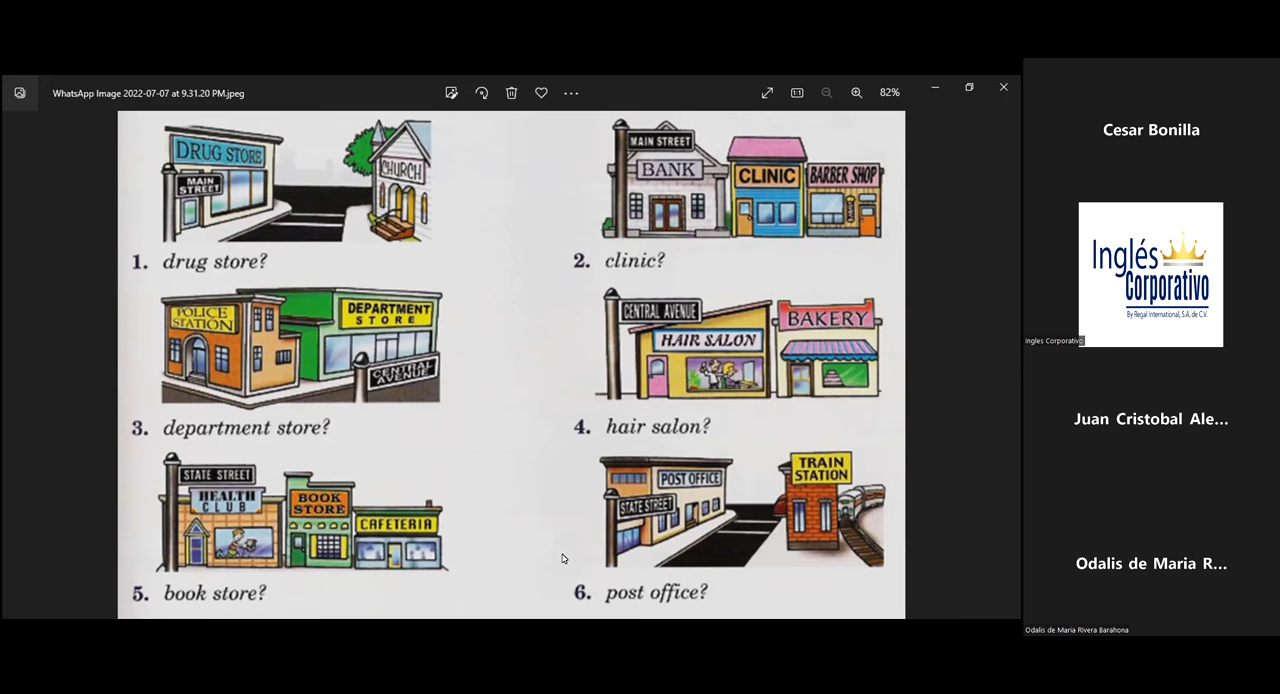 WhatsApp Image 2022-07-07 at 9.31.20 PM.jpeg
82%
DRUG STORE
MAIN
STREET
CHURCH
1. drug store?
MAIN STREET
BANK
CLINIC
BARBER SHOP
2. clinic?
POLICE
STATION
DEPARTMENT
STORE
CENTRAL
AVENUE
3. department store?
CENTRAL AVENUE
HAIR SALON
BAKERY
4. hair salon?
STATE STREET
HEALTH
CLUB
BOOK
STORE
CAFETERIA
5. book store?
POST OFFICE
STATE STREET
TRAIN
STATION
6. post office?
Cesar Bonilla
Inglés
Corporativo
By Regal International, S.A. de C.V.
Ingles Corporativo
Juan Cristobal Ale...
Odalis de Maria R...
Odalis de Maria Rivera Barahona